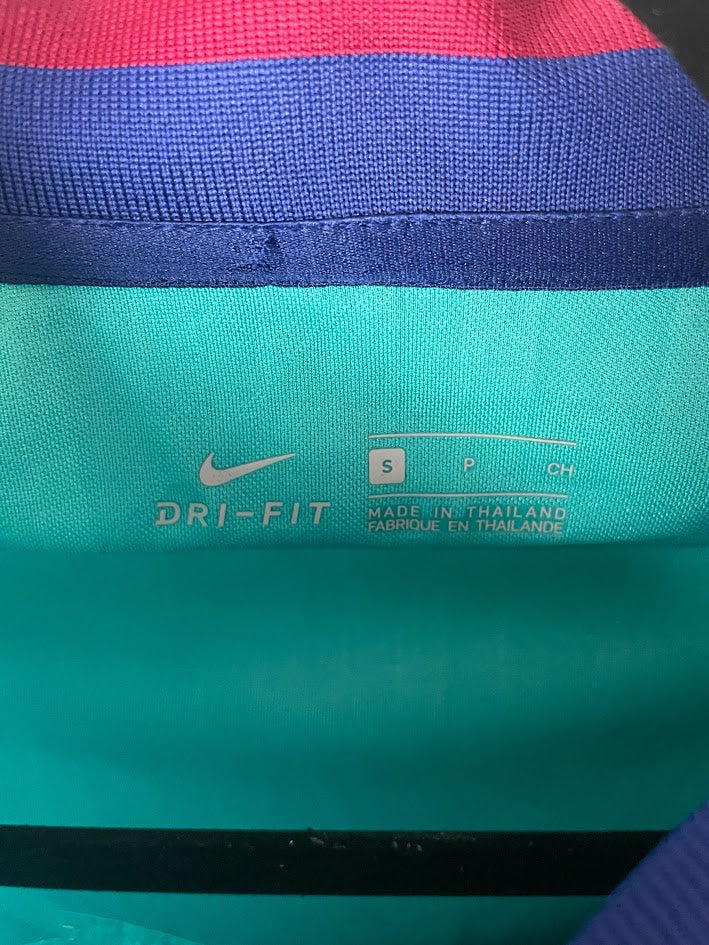 S P CH
DRI-FIT
MADE IN THAILAND
FABRIQUE EN THAILANDE